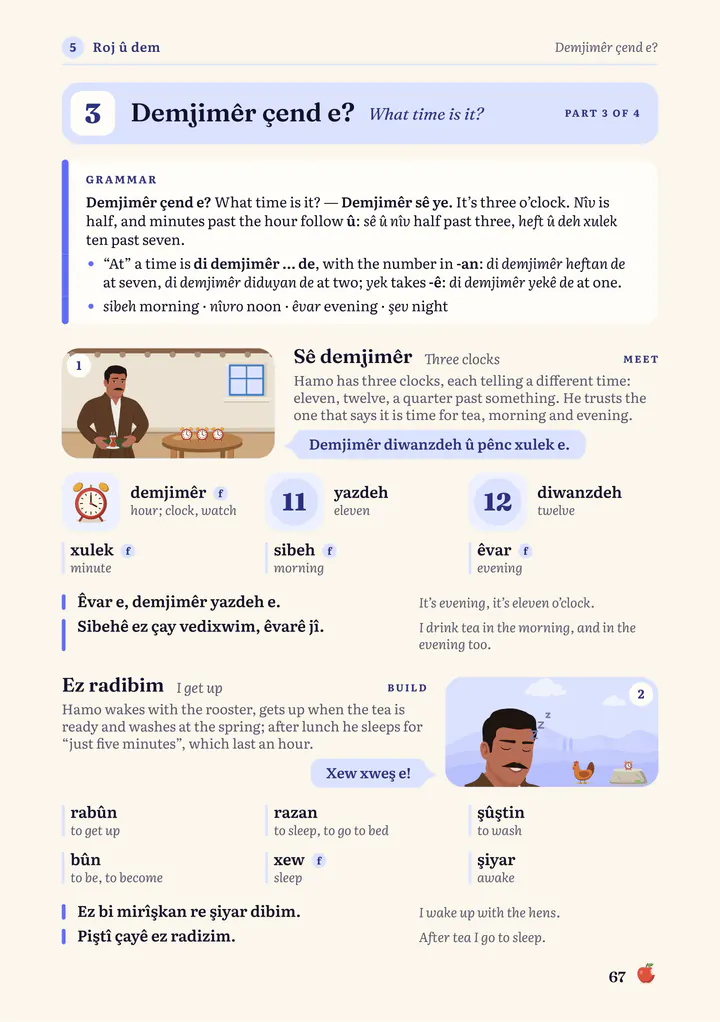 5 Roj û dem
Demjimêr çend e?
3 Demjimêr çend e? What time is it? PART 3 OF 4
GRAMMAR
Demjimêr çend e? What time is it? — Demjimêr sê ye. It's three o'clock. Nîv is
half, and minutes past the hour follow û: sê û nîv half past three, heft û deh xulek
ten past seven.
• “At” a time is di demjimêr … de, with the number in -an: di demjimêr heftan de
at seven, di demjimêr diduyan de at two; yek takes -ê: di demjimêr yekê de at one.
• sibeh morning · nîvro noon · êvar evening · şev night
1
Sê demjimêr Three clocks MEET
Hamo has three clocks, each telling a different time:
eleven, twelve, a quarter past something. He trusts the
one that says it is time for tea, morning and evening.
Demjimêr diwanzdeh û pênc xulek e.
demjimêr f
hour; clock, watch
11 yazdeh
eleven
12 diwanzdeh
twelve
xulek f
minute
sibeh f
morning
êvar f
evening
Êvar e, demjimêr yazdeh e.
It's evening, it's eleven o'clock.
Sibehê ez çay vedixwim, êvarê jî.
I drink tea in the morning, and in the
evening too.
Ez radibim I get up BUILD
Hamo wakes with the rooster, gets up when the tea is
ready and washes at the spring; after lunch he sleeps for
“just five minutes”, which last an hour.
Xew xweş e!
2
z z z
rabûn
to get up
razan
to sleep, to go to bed
şûştin
to wash
bûn
to be, to become
xew f
sleep
şiyar
awake
Ez bi mirîşkan re şiyar dibim.
I wake up with the hens.
Piştî çayê ez radizim.
After tea I go to sleep.
67